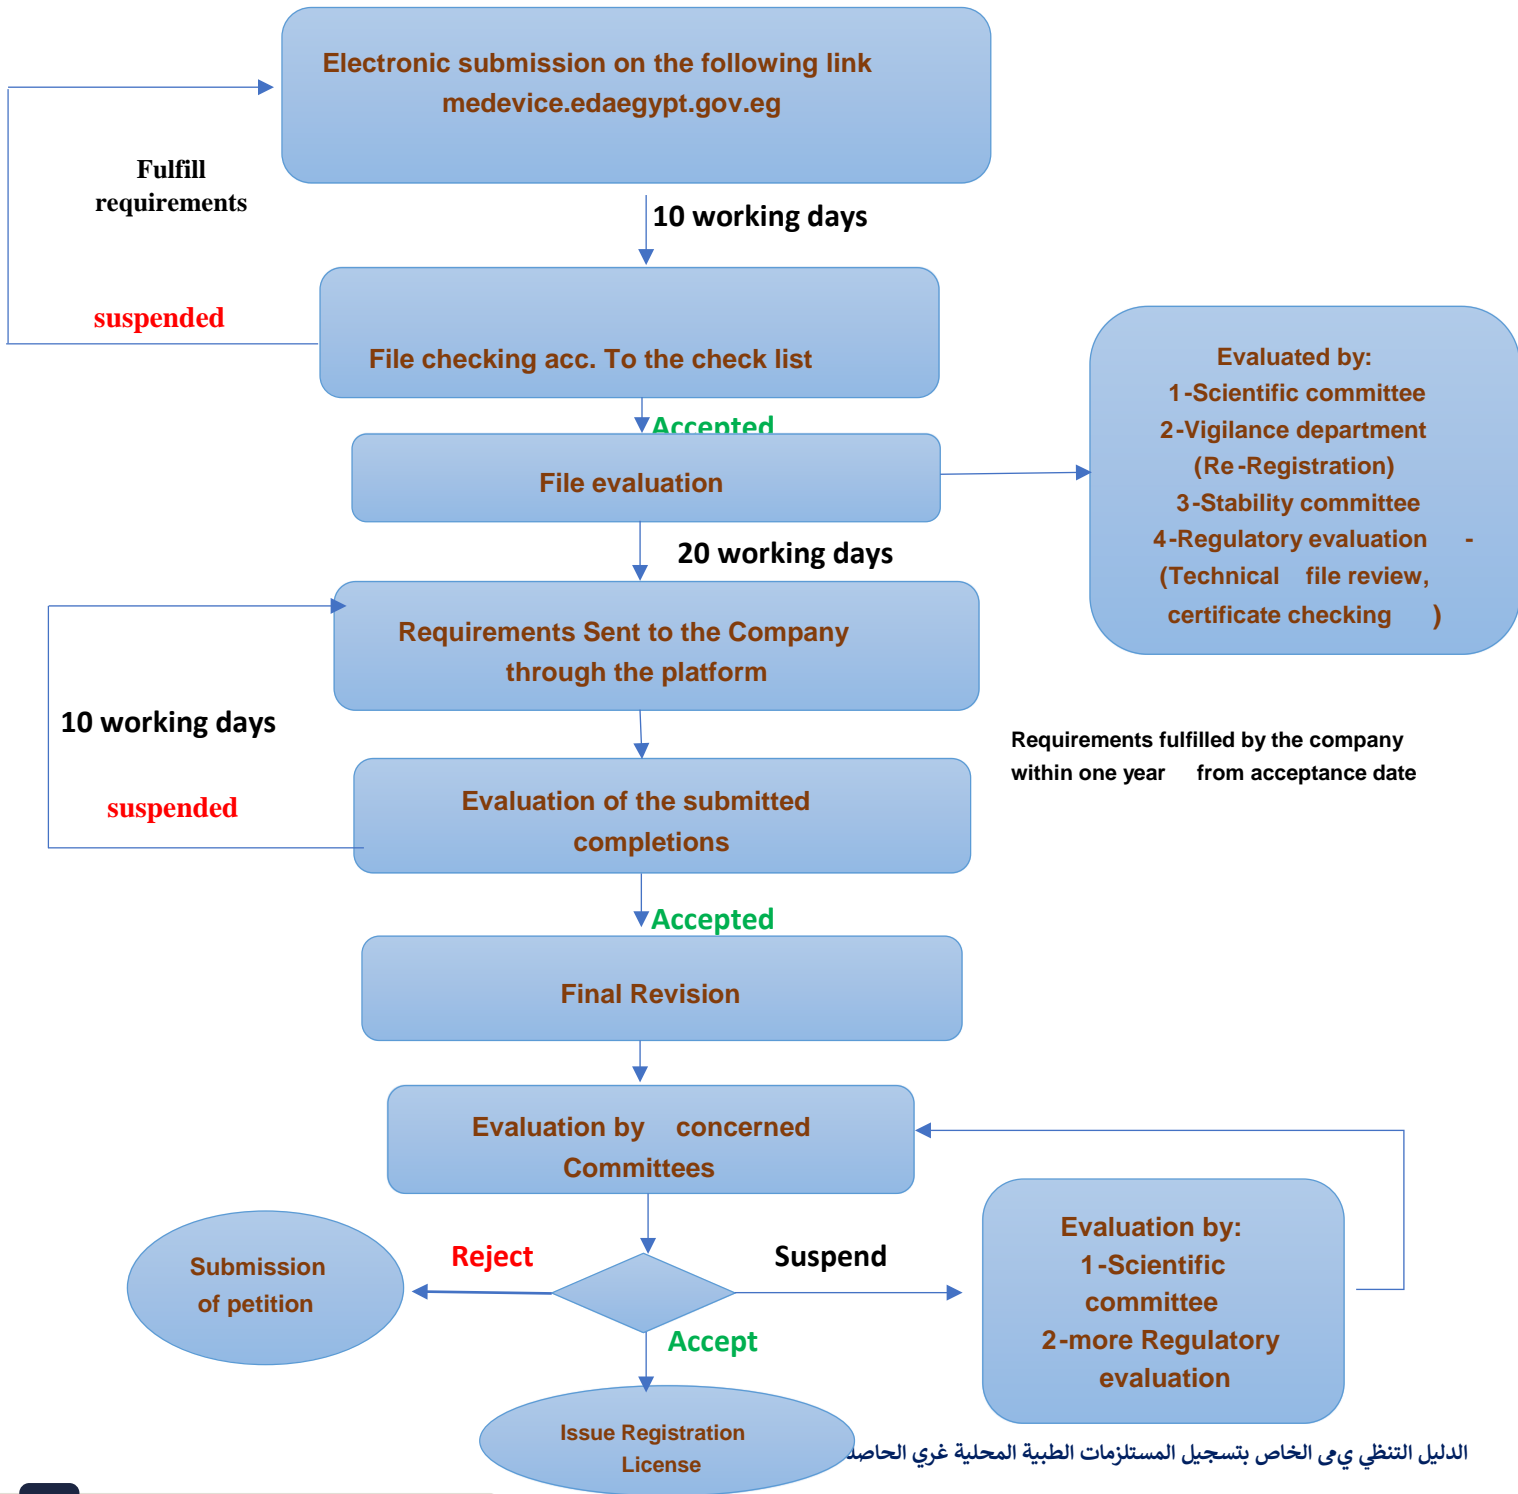 Electronic submission on the following link
medevice.edaegypt.gov.eg
Fulfill
requirements
10 working days
suspended
File checking acc. To the check list
Accepted
File evaluation
Evaluated by:
1-Scientific committee
2-Vigilance department
(Re-Registration)
3-Stability committee
4-Regulatory evaluation -
(Technical file review,
certificate checking )
20 working days
Requirements Sent to the Company
through the platform
10 working days
suspended
Requirements fulfilled by the company
within one year from acceptance date
Evaluation of the submitted
completions
Accepted
Final Revision
Evaluation by concerned
Committees
Reject
Suspend
Accept
Submission
of petition
Evaluation by:
1-Scientific
committee
2-more Regulatory
evaluation
Issue Registration
License
الدليل التنظي يمى الخاص بتسجيل المستلزمات الطبية المحلية غري الحاصلة